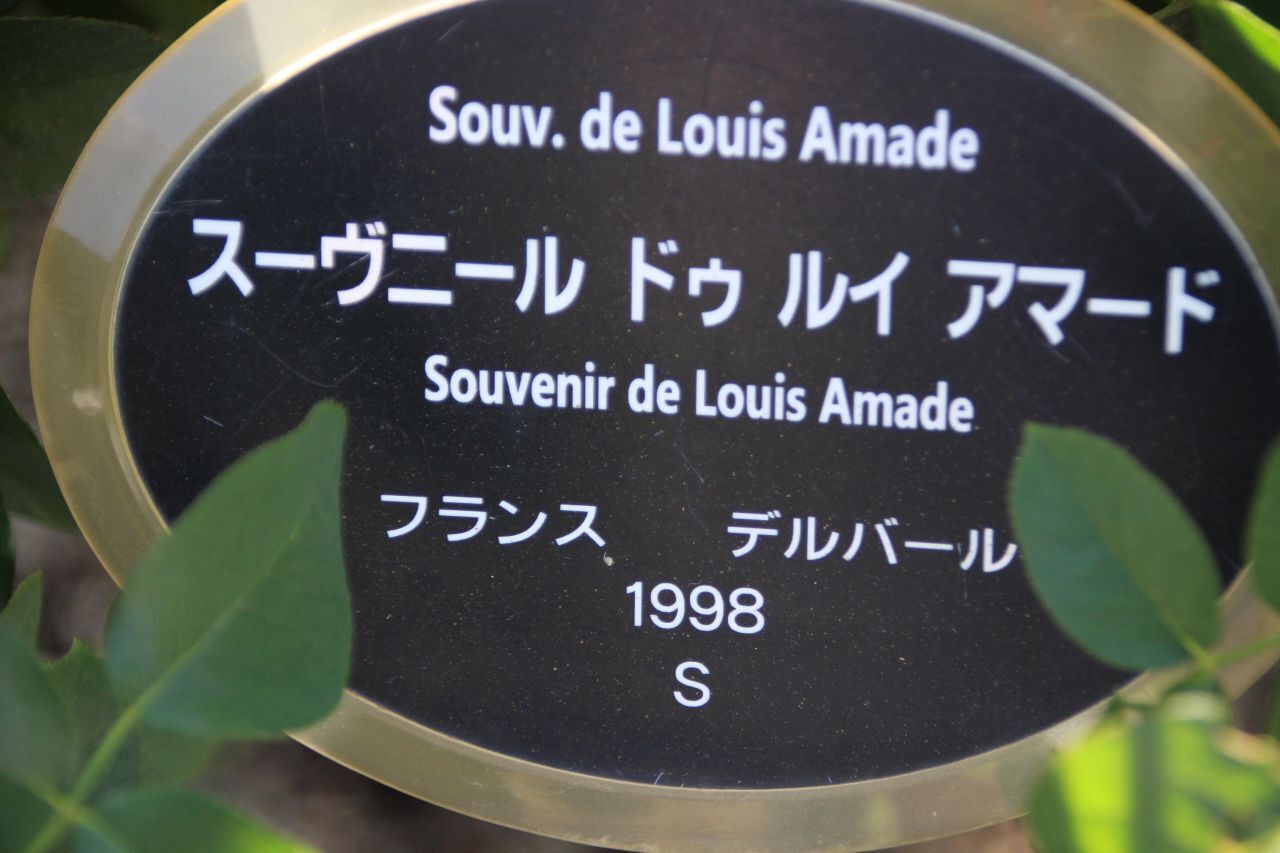 Souv. de Louis Amade
スーヴニール ドゥ ルイ アマード
Souvenir de Louis Amade
フランス デルバール
1998
S